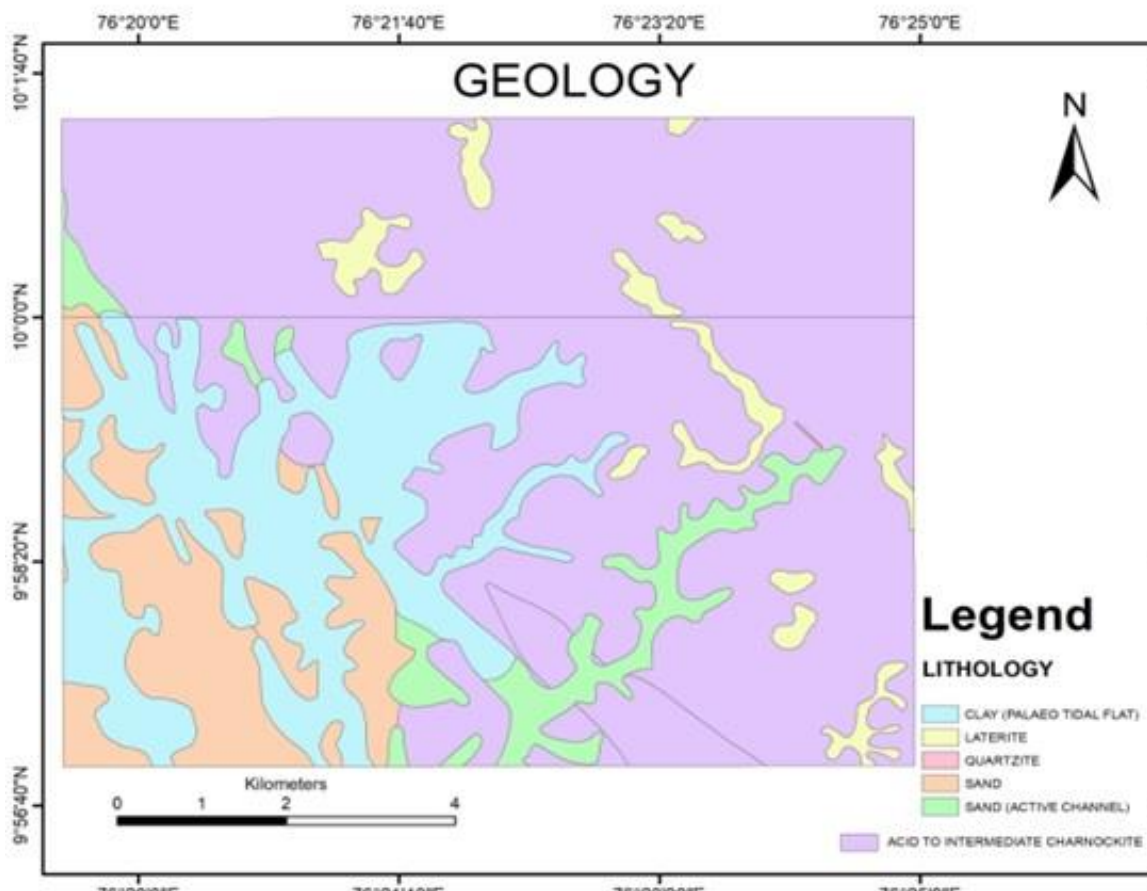 76°20'0"E 76°21'40"E 76°23'20"E 76°25'0"E
GEOLOGY
N
10°1'40"N
10°0'0"N
9°58'20"N
9°56'40"N
Legend
LITHOLOGY
CLAY (PALAEO TIDAL FLAT)
LATERITE
QUARTZITE
SAND
SAND (ACTIVE CHANNEL)
ACID TO INTERMEDIATE CHARNOCKITE
Kilometers
0 1 2 4